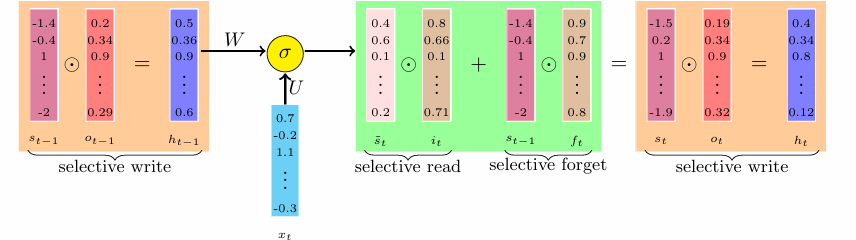 -1.4 0.2 0.5 0.4 0.8 -1.4 0.9 -1.5 0.19 0.4
-0.4 0.34 0.36 W σ 0.6 0.66 -0.4 0.7 0.2 0.34 0.34
1 ⊙ 0.9 = 0.9 0.1 ⊙ 0.1 + 1 ⊙ 0.9 = 1 ⊙ 0.9 = 0.8
⋮ ⋮ ⋮ U ⋮ ⋮ ⋮ ⋮ ⋮ ⋮ ⋮
-2 0.29 0.6 0.2 0.71 -2 0.8 -1.9 0.32 0.12
0.7
-0.2
s_{t-1} o_{t-1} h_{t-1} s̃_t i_t s_{t-1} f_t s_t o_t h_t
1.1
selective write selective read selective forget selective write
⋮
-0.3
x_t